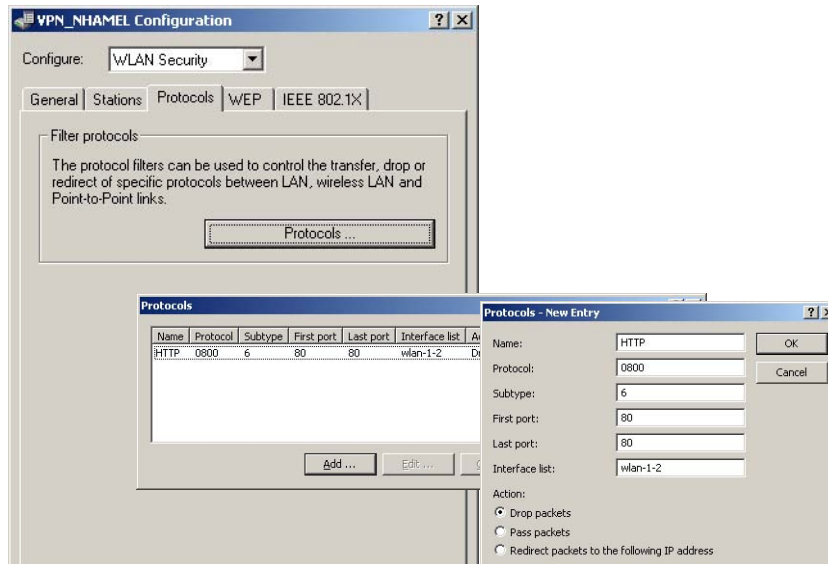 VPN_NHAMEL Configuration
Configure: WLAN Security
General Stations Protocols WEP IEEE 802.1X
Filter protocols
The protocol filters can be used to control the transfer, drop or
redirect of specific protocols between LAN, wireless LAN and
Point-to-Point links.
Protocols ...
Protocols
Name Protocol Subtype First port Last port Interface list
HTTP 0800 6 80 80 wlan-1-2
Add ... Edit ...
Protocols - New Entry
Name: HTTP
Protocol: 0800
Subtype: 6
First port: 80
Last port: 80
Interface list: wlan-1-2
OK
Cancel
Action:
Drop packets
Pass packets
Redirect packets to the following IP address